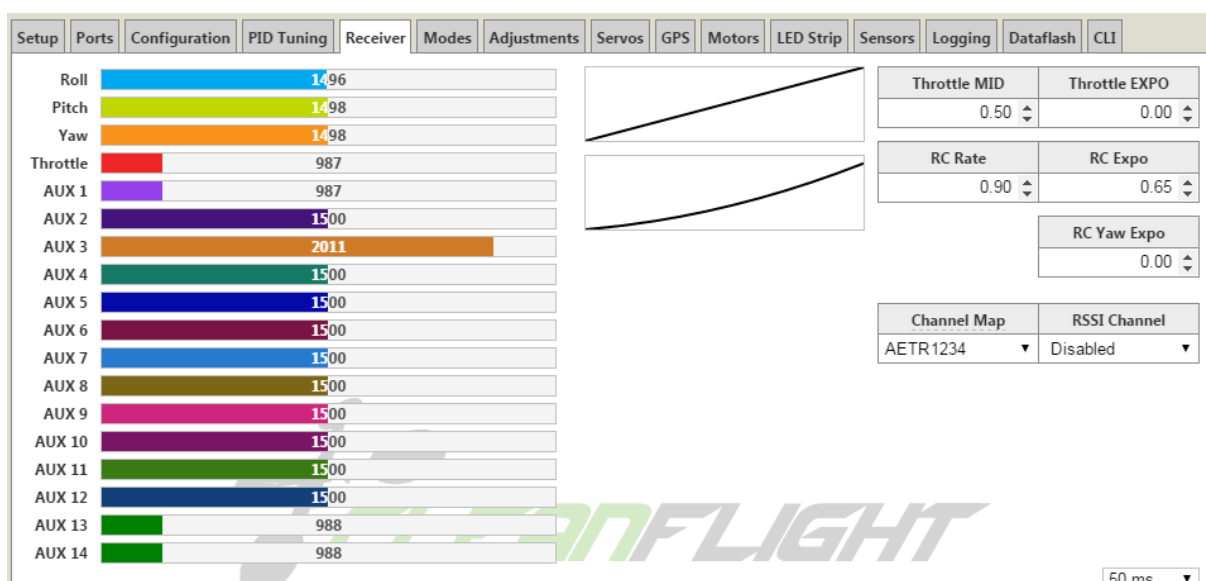 Setup Ports Configuration PID Tuning Receiver Modes Adjustments Servos GPS Motors LED Strip Sensors Logging Dataflash CLI
Roll 1496
Pitch 1498
Yaw 1498
Throttle 987
AUX 1 987
AUX 2 1500
AUX 3 2011
AUX 4 1500
AUX 5 1500
AUX 6 1500
AUX 7 1500
AUX 8 1500
AUX 9 1500
AUX 10 1500
AUX 11 1500
AUX 12 1500
AUX 13 988
AUX 14 988
Throttle MID Throttle EXPO
0.50 0.00
RC Rate RC Expo
0.90 0.65
RC Yaw Expo
0.00
Channel Map RSSI Channel
AETR1234 Disabled
CLEANFLIGHT
50 ms